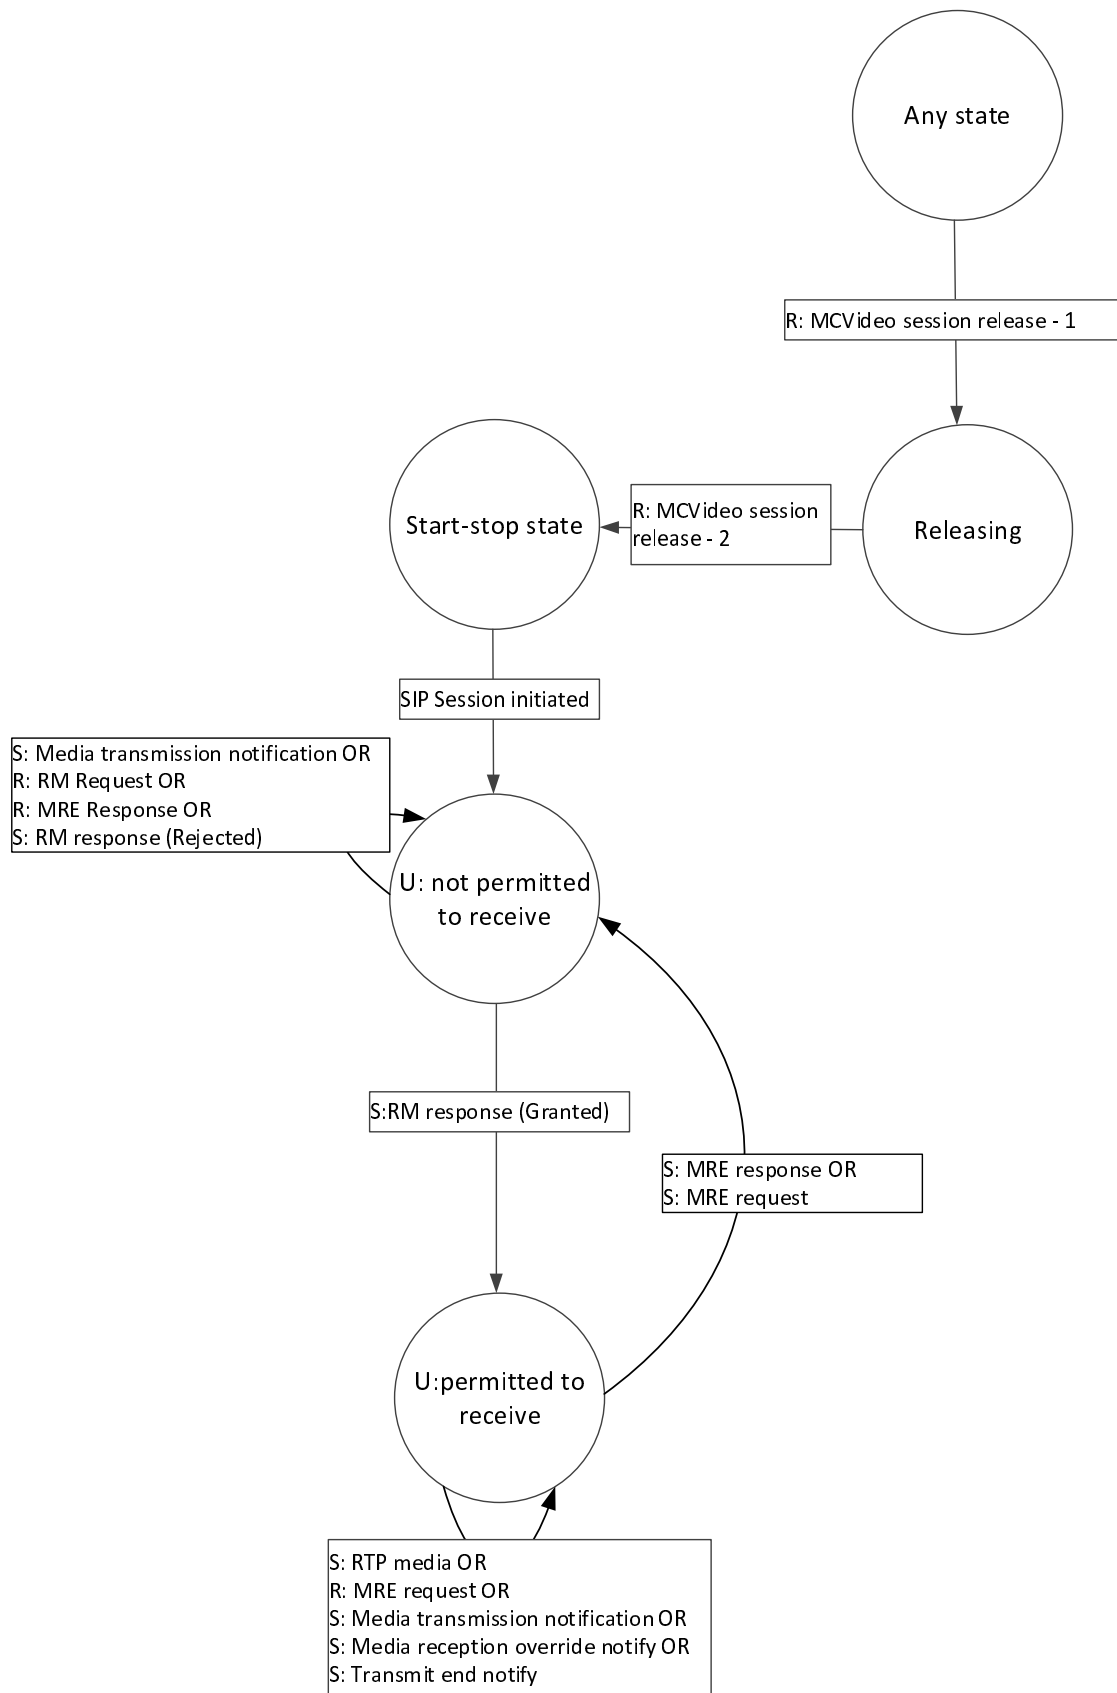 Any state
R: MCVideo session release - 1
Start-stop state
R: MCVideo session
release - 2
Releasing
SIP Session initiated
S: Media transmission notification OR
R: RM Request OR
R: MRE Response OR
S: RM response (Rejected)
U: not permitted
to receive
S:RM response (Granted)
S: MRE response OR
S: MRE request
U:permitted to
receive
S: RTP media OR
R: MRE request OR
S: Media transmission notification OR
S: Media reception override notify OR
S: Transmit end notify